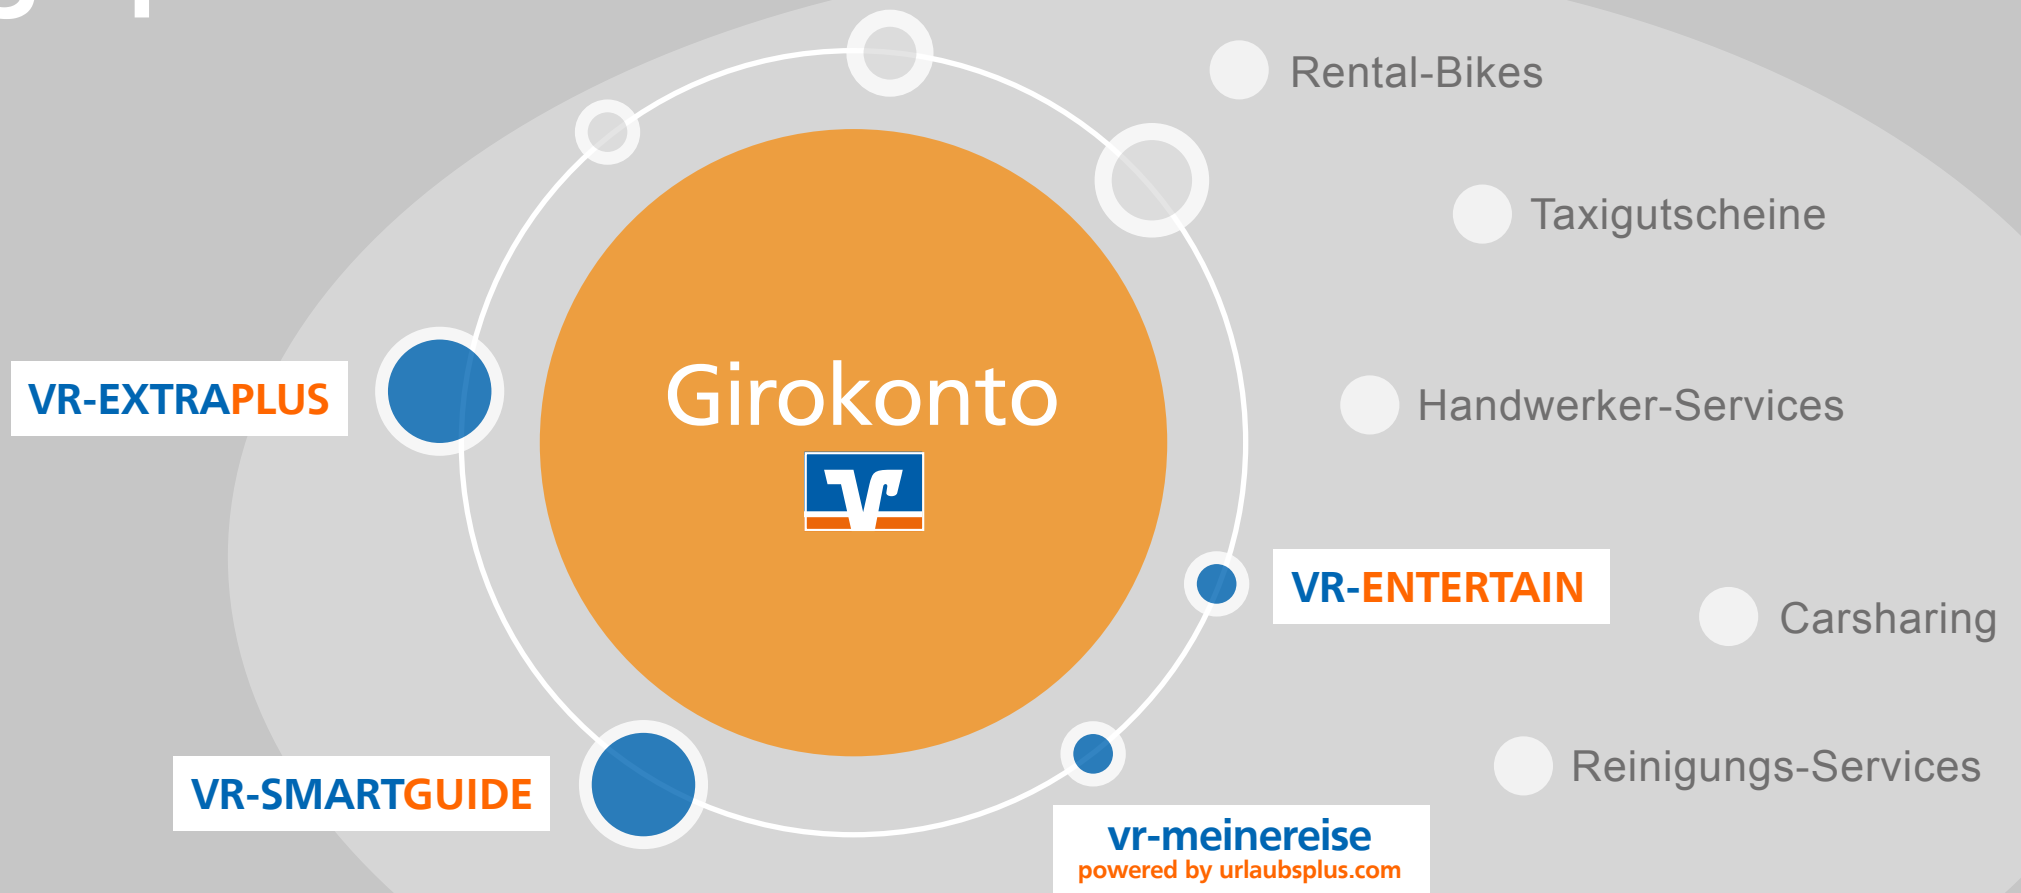 Rental-Bikes
Taxigutscheine
VR-EXTRAPLUS
Girokonto
Handwerker-Services
VR-ENTERTAIN
Carsharing
VR-SMARTGUIDE
Reinigungs-Services
vr-meinereise
powered by urlaubsplus.com